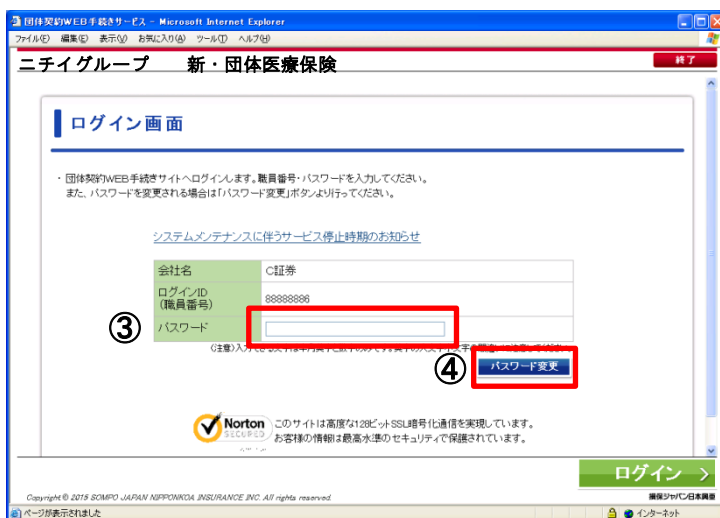 団体契約WEB手続きサービス - Microsoft Internet Explorer
ファイル(F) 編集(E) 表示(V) お気に入り(A) ツール(T) ヘルプ(H)
ニチイグループ 新・団体医療保険
終了
ログイン画面
・団体契約WEB手続きサイトへログインします。職員番号・パスワードを入力してください。
また、パスワードを変更される場合は「パスワード変更」ボタンより行ってください。
システムメンテナンスに伴うサービス停止時期のお知らせ
会社名 C証券
ログインID
(職員番号) 88888886
③ パスワード
(注意)入力
④ パスワード変更
Norton
SECURED
このサイトは高度な128ビットSSL暗号化通信を実現しています。
お客様の情報は最高水準のセキュリティで保護されています。
ログイン >
Copyright © 2015 SOMPO JAPAN NIPPONKOA INSURANCE INC. All rights reserved.
損保ジャパン日本興亜
ページが表示されました インターネット